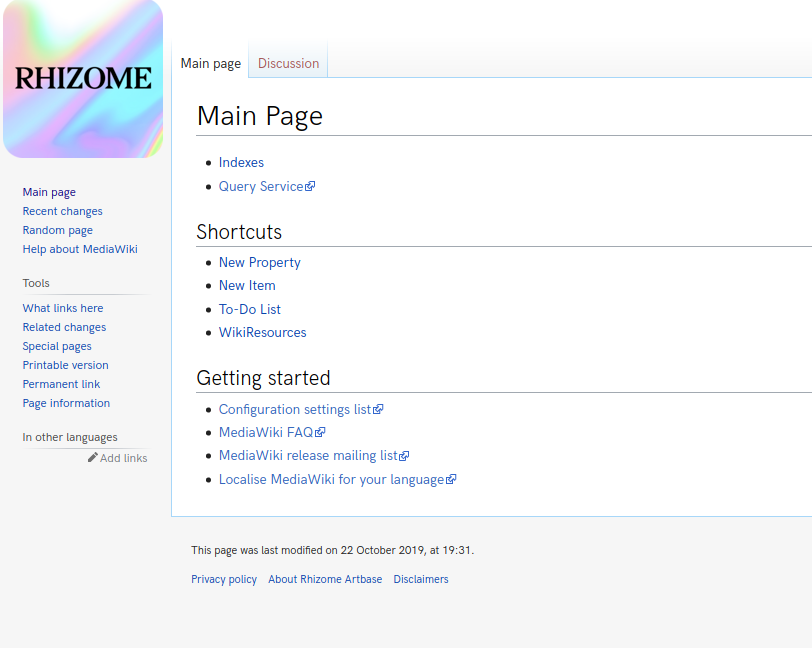 RHIZOME
Main page
Recent changes
Random page
Help about MediaWiki
Tools
What links here
Related changes
Special pages
Printable version
Permanent link
Page information
In other languages
Add links
Main page Discussion
Main Page
Indexes
Query Service
Shortcuts
New Property
New Item
To-Do List
WikiResources
Getting started
Configuration settings list
MediaWiki FAQ
MediaWiki release mailing list
Localise MediaWiki for your language
This page was last modified on 22 October 2019, at 19:31.
Privacy policy About Rhizome Artbase Disclaimers